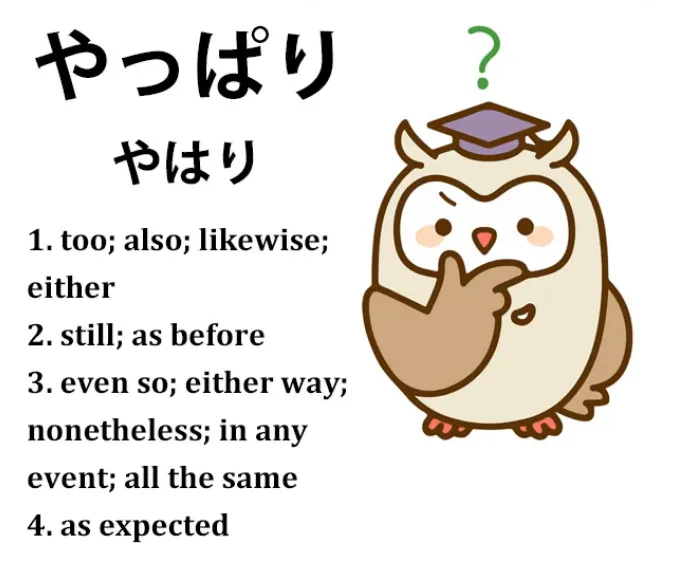 やっぱり
?
やはり
1. too; also; likewise;
either
2. still; as before
3. even so; either way;
nonetheless; in any
event; all the same
4. as expected